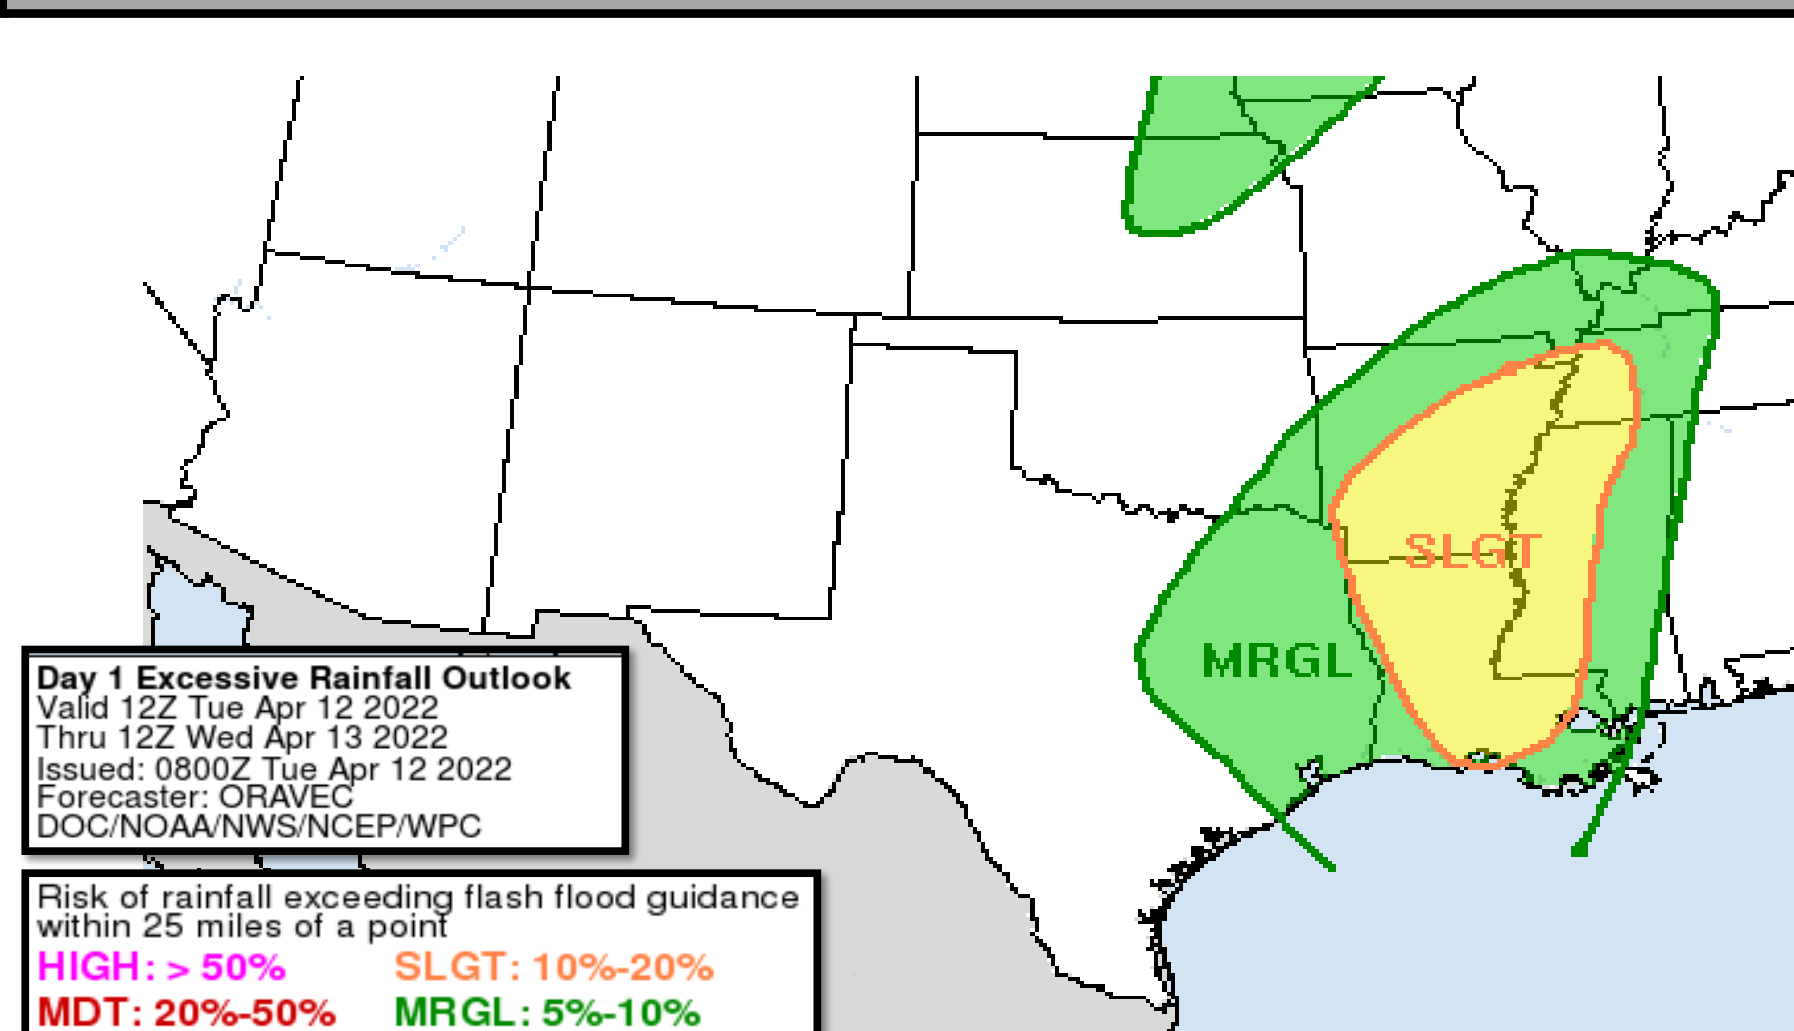 SLGT
MRGL
Day 1 Excessive Rainfall Outlook
Valid 12Z Tue Apr 12 2022
Thru 12Z Wed Apr 13 2022
Issued: 0800Z Tue Apr 12 2022
Forecaster: ORAVEC
DOC/NOAA/NWS/NCEP/WPC
Risk of rainfall exceeding flash flood guidance
within 25 miles of a point
HIGH: > 50% SLGT: 10%-20%
MDT: 20%-50% MRGL: 5%-10%